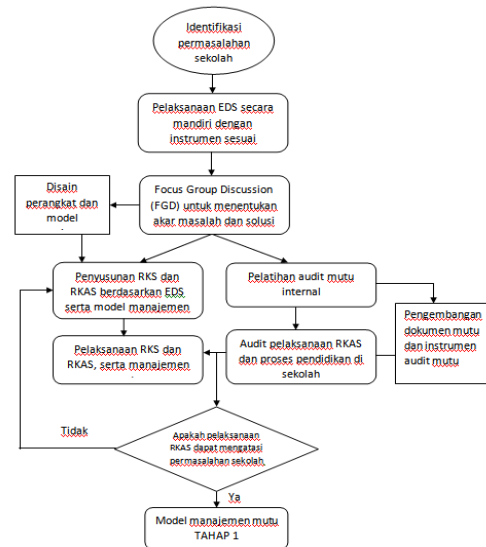 Identifikasi
permasalahan
sekolah
Pelaksanaan EDS secara
mandiri dengan
instrumen sesuai
Disain
perangkat dan
model
Focus Group Discussion
(FGD) untuk menentukan
akar masalah dan solusi
Penyusunan RKS dan
RKAS berdasarkan EDS
serta model manajemen
Pelatihan audit mutu
internal
Pengembangan
dokumen mutu
dan instrumen
audit mutu
Pelaksanaan RKS dan
RKAS, serta manajemen
Audit pelaksanaan RKAS
dan proses pendidikan di
sekolah
Tidak
Apakah pelaksanaan
RKAS dapat mengatasi
permasalahan sekolah
Ya
Model manajemen mutu
TAHAP 1